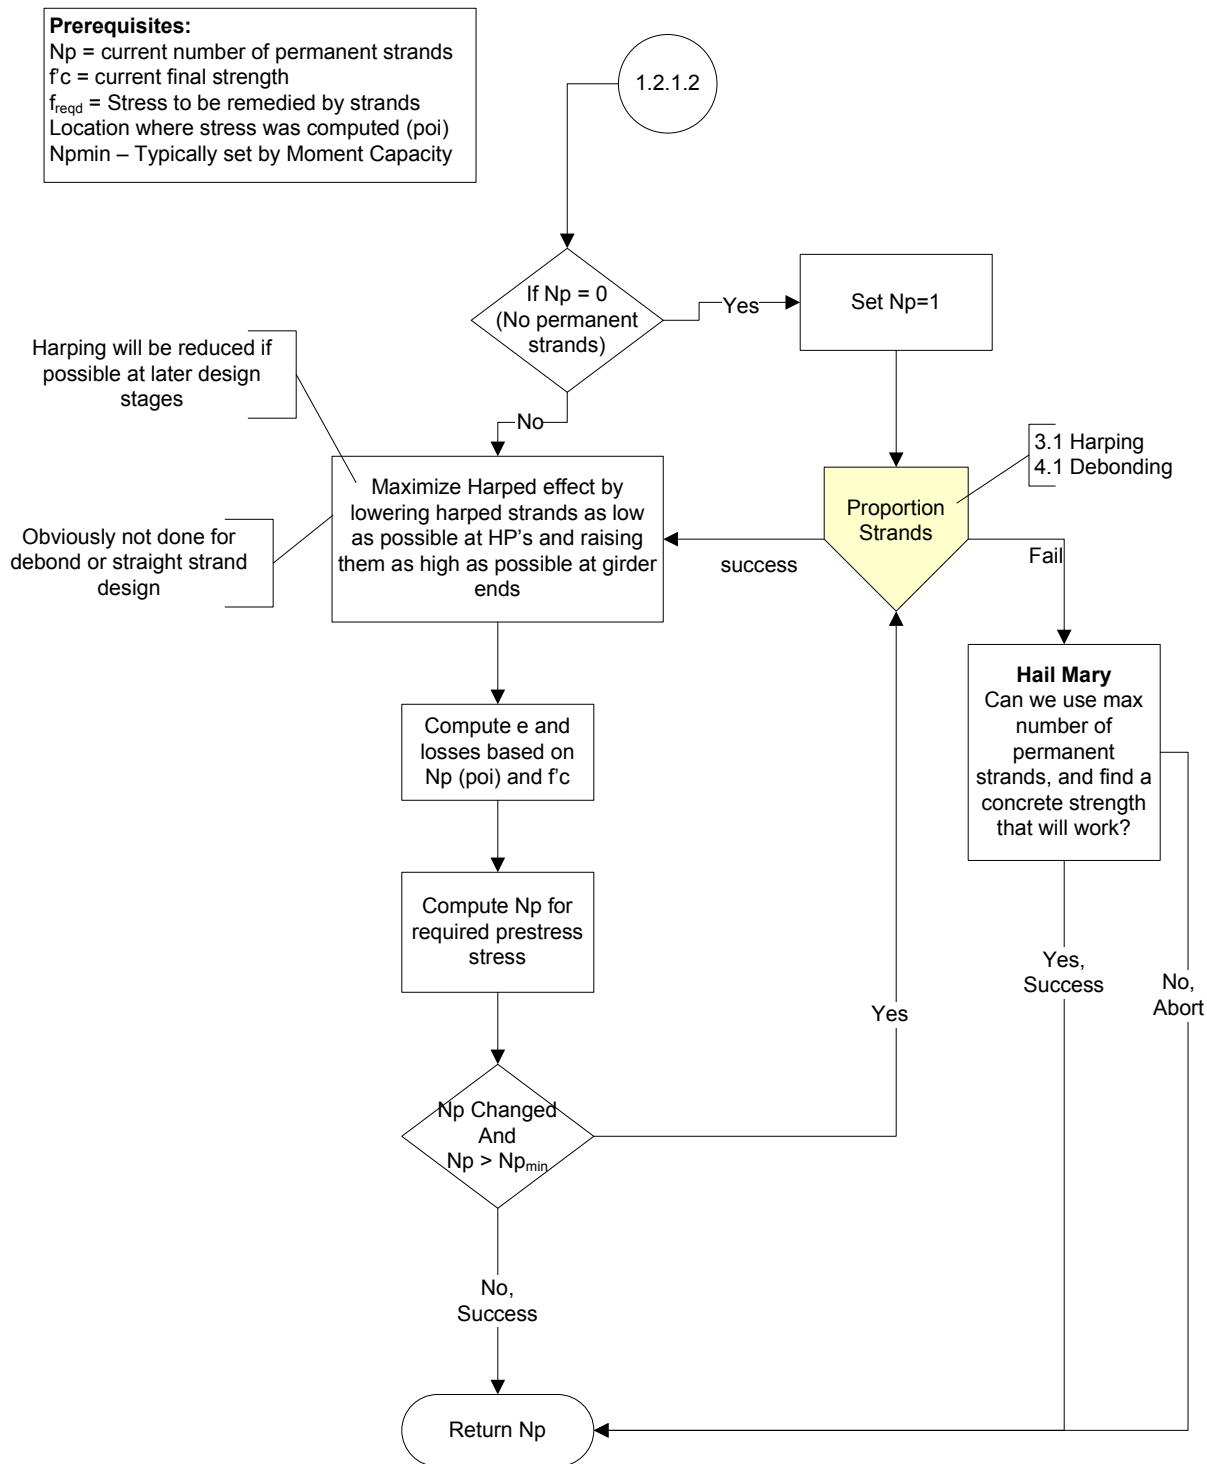 Prerequisites:
Np = current number of permanent strands
f'c = current final strength
freqd = Stress to be remedied by strands
Location where stress was computed (poi)
Npmin – Typically set by Moment Capacity
1.2.1.2
If Np = 0
(No permanent
strands)
Yes
Set Np=1
No
Harping will be reduced if
possible at later design
stages
Obviously not done for
debond or straight strand
design
Maximize Harped effect by
lowering harped strands as low
as possible at HP's and raising
them as high as possible at girder
ends
success
Proportion
Strands
3.1 Harping
4.1 Debonding
Fail
Hail Mary
Can we use max
number of
permanent
strands, and find a
concrete strength
that will work?
Compute e and
losses based on
Np (poi) and f'c
Compute Np for
required prestress
stress
Yes,
Success
No,
Abort
Yes
Np Changed
And
Np > Npmin
No,
Success
Return Np